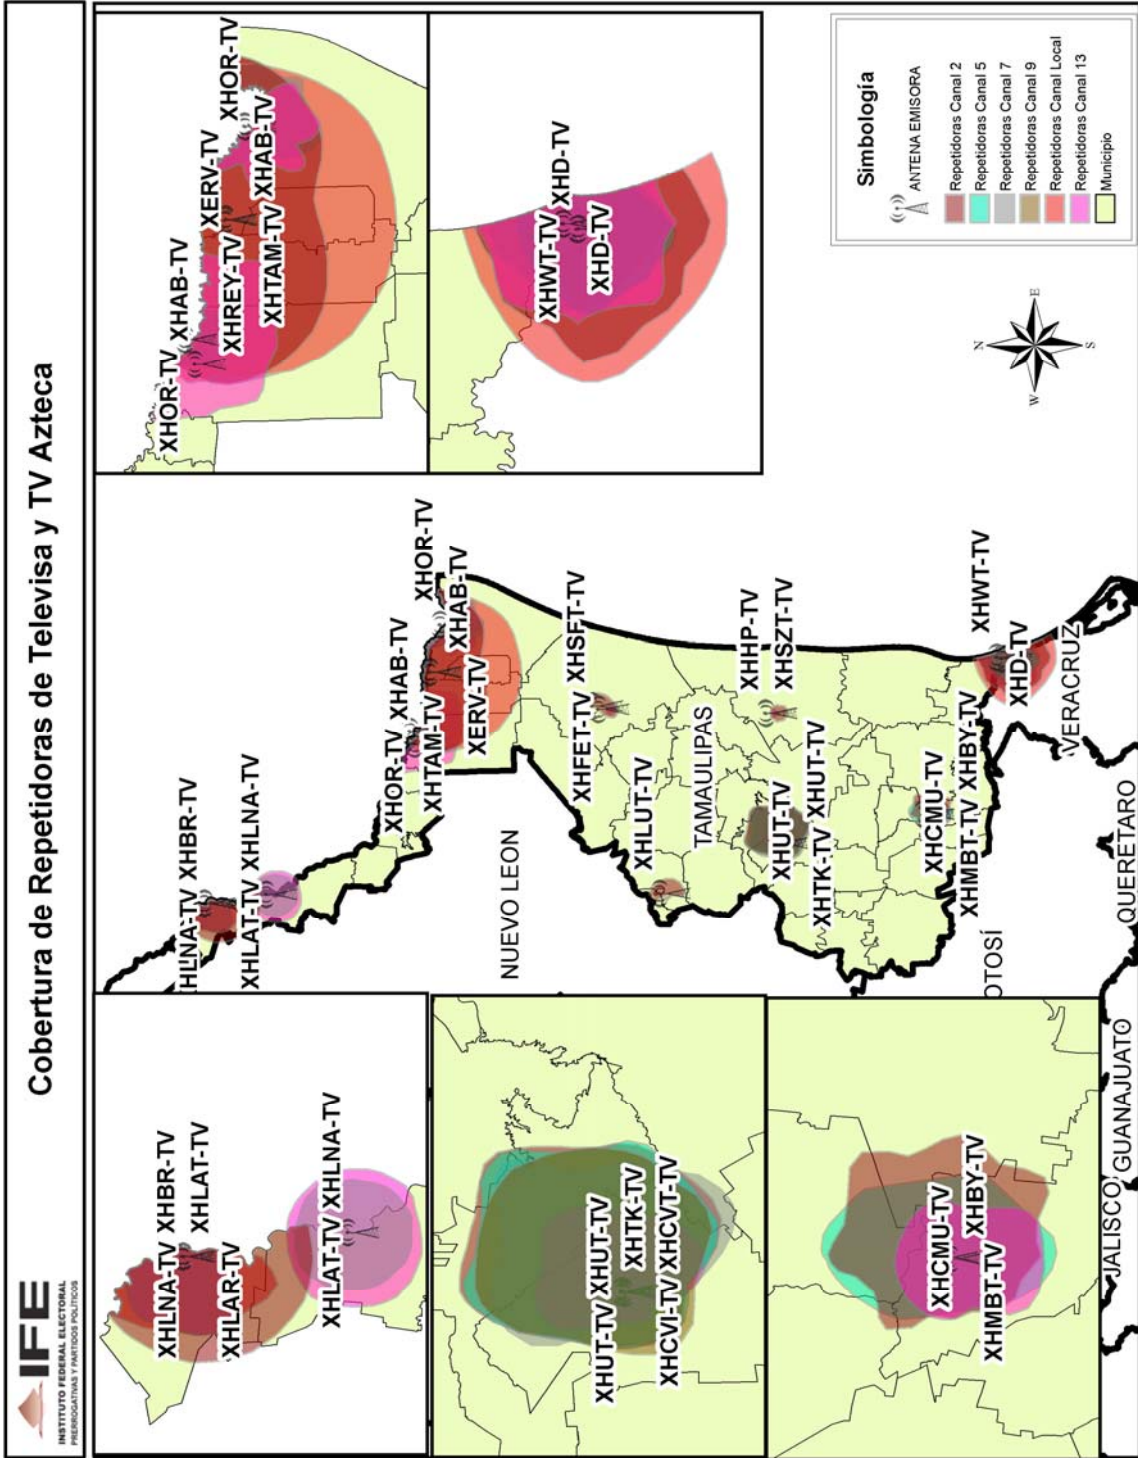 IFE
INSTITUTO FEDERAL ELECTORAL
PRERROGATIVAS Y PARTIDOS POLÍTICOS
Cobertura de Repetidoras de Televisa y TV Azteca
XHLNA-TV XHBR-TV
XHLAT-TV
XHLAR-TV
XHLAT-TV XHLNA-TV
XHUT-TV XHUT-TV
XHTK-TV
XHCVI-TV XHCVT-TV
XHCMU-TV
XHMBT-TV XHBY-TV
XHLNA-TV XHBR-TV
XHLAT-TV XHLNA-TV
XHOR-TV XHAB-TV XHOR-TV
XHTAM-TV XHAB-TV
XERV-TV
NUEVO LEON
XHFET-TV XHSFT-TV
XHLUT-TV
TAMAULIPAS
XHHP-TV
XHSZT-TV
XHUT-TV
XHTK-TV XHUT-TV
XHCMU-TV
XHMBT-TV XHBY-TV
XHWT-TV
XHD-TV
OTOSÍ
VERACRUZ
JALISCO GUANAJUATO QUERETARO
XHOR-TV XHAB-TV XERV-TV XHOR-TV
XHREY-TV XHAB-TV
XHTAM-TV
XHWT-TV XHD-TV
XHD-TV
N
W E
S
Simbología
ANTENA EMISORA
Repetidoras Canal 2
Repetidoras Canal 5
Repetidoras Canal 7
Repetidoras Canal 9
Repetidoras Canal Local
Repetidoras Canal 13
Municipio